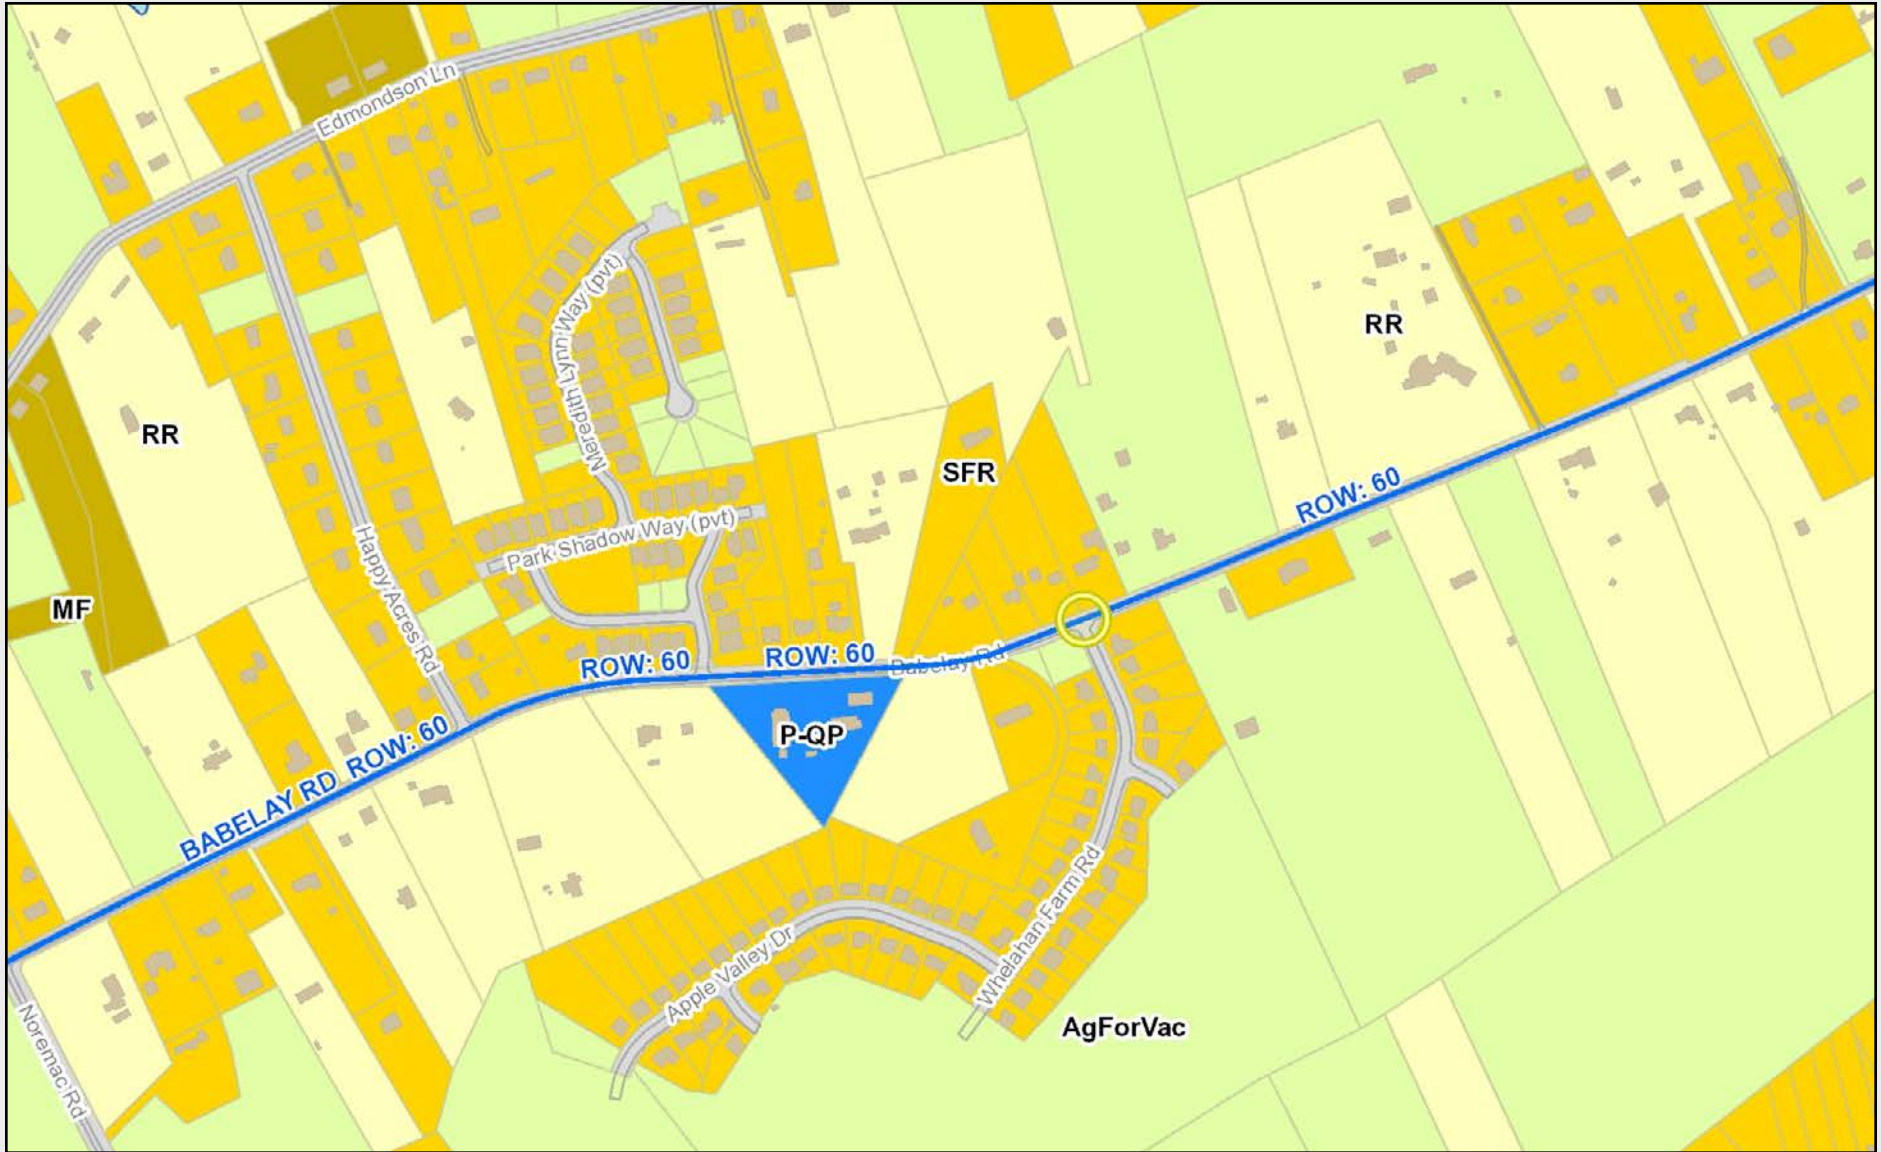 Edmondson Ln
Meredith Lynn Way (pvt)
RR
RR
SFR
ROW: 60
Park Shadow Way (pvt)
Happy Acres Rd
MF
ROW: 60
ROW: 60
Babelay Rd
P-QP
BABELAY RD
ROW: 60
Whelahan Farm Rd
Apple Valley Dr
AgForVac
Noremac Rd